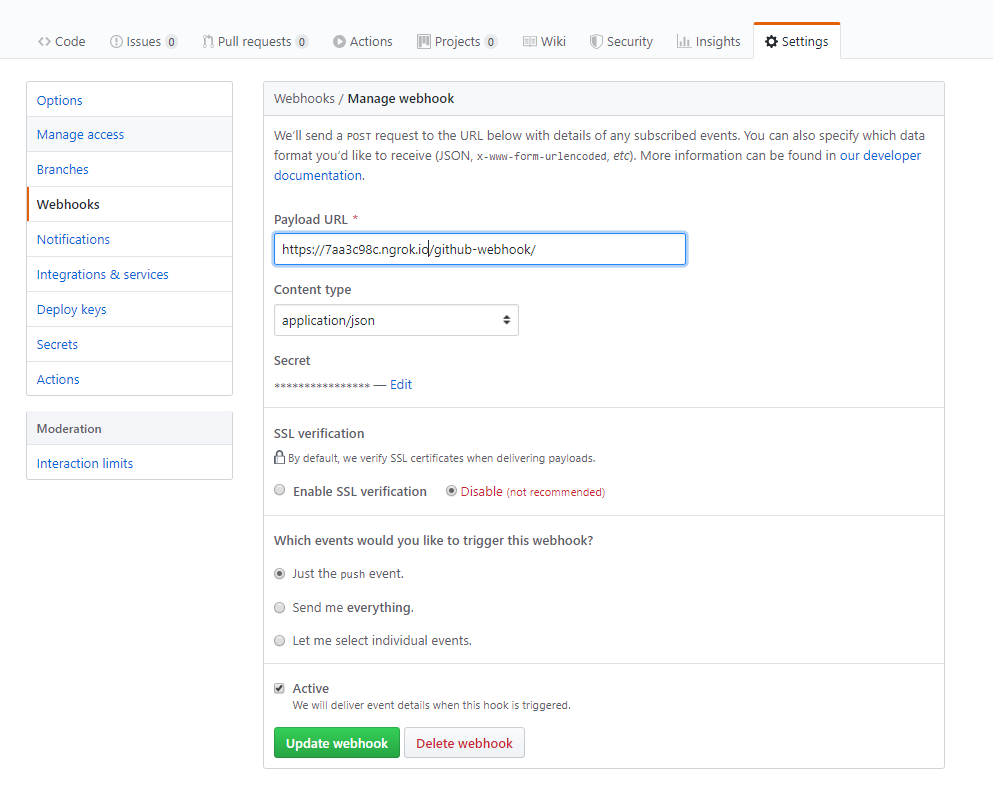 Code Issues 0 Pull requests 0 Actions Projects 0 Wiki Security Insights Settings
Options
Manage access
Branches
Webhooks
Notifications
Integrations & services
Deploy keys
Secrets
Actions
Moderation
Interaction limits
Webhooks / Manage webhook
We'll send a POST request to the URL below with details of any subscribed events. You can also specify which data
format you'd like to receive (JSON, x-www-form-urlencoded, etc). More information can be found in our developer
documentation.
Payload URL *
https://7aa3c98c.ngrok.io/github-webhook/
Content type
application/json
Secret
**************** — Edit
SSL verification
By default, we verify SSL certificates when delivering payloads.
Enable SSL verification Disable (not recommended)
Which events would you like to trigger this webhook?
Just the push event.
Send me everything.
Let me select individual events.
Active
We will deliver event details when this hook is triggered.
Update webhook Delete webhook